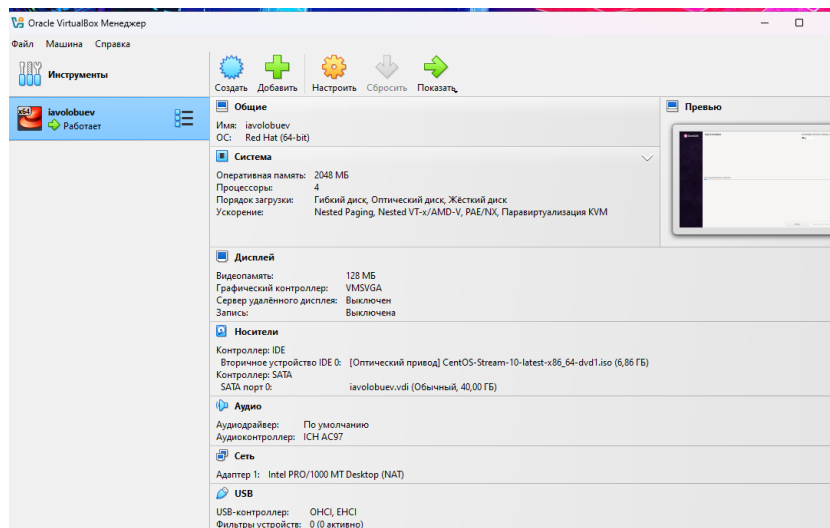 Oracle VirtualBox Менеджер
Файл Машина Справка
Инструменты
Создать Добавить Настроить Сбросить Показать
x64
iavolobuev
Работает
Общие
Имя: iavolobuev
ОС: Red Hat (64-bit)
Превью
Система
Оперативная память: 2048 МБ
Процессоры: 4
Порядок загрузки: Гибкий диск, Оптический диск, Жёсткий диск
Ускорение: Nested Paging, Nested VT-x/AMD-V, PAE/NX, Паравиртуализация KVM
Дисплей
Видеопамять: 128 МБ
Графический контроллер: VMSVGA
Сервер удалённого дисплея: Выключен
Запись: Выключена
Носители
Контроллер: IDE
Вторичное устройство IDE 0: [Оптический привод] CentOS-Stream-10-latest-x86_64-dvd1.iso (6,86 ГБ)
Контроллер: SATA
SATA порт 0: iavolobuev.vdi (Обычный, 40,00 ГБ)
Аудио
Аудиодрайвер: По умолчанию
Аудиоконтроллер: ICH AC97
Сеть
Адаптер 1: Intel PRO/1000 MT Desktop (NAT)
USB
USB-контроллер: OHCI, EHCI
Фильтры устройств: 0 (0 активно)